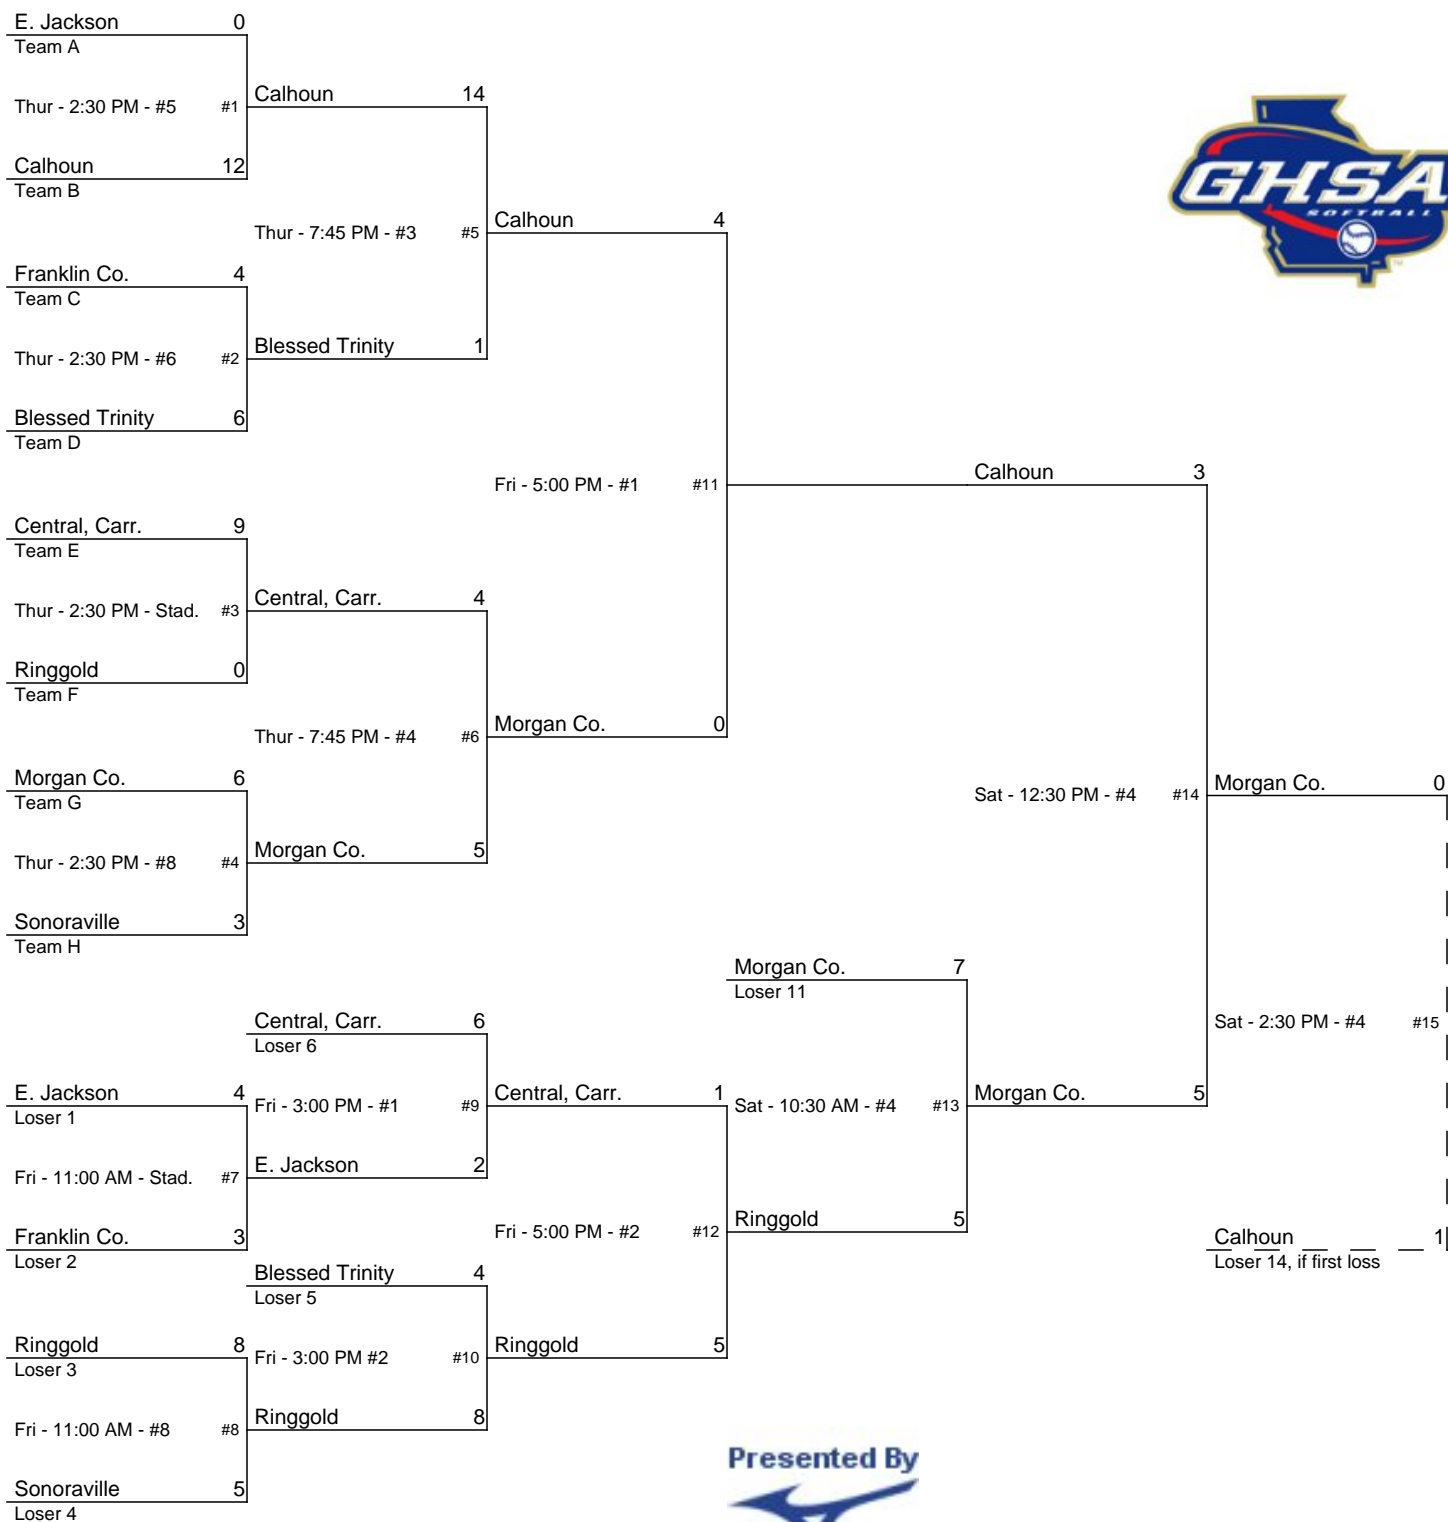 E. Jackson 0
Team A
Thur - 2:30 PM - #5 #1
Calhoun 14
Calhoun 12
Team B
Thur - 7:45 PM - #3 #5
Calhoun 4
Franklin Co. 4
Team C
Thur - 2:30 PM - #6 #2
Blessed Trinity 1
Blessed Trinity 6
Team D
GHSA
SOFTBALL
TM
Fri - 5:00 PM - #1 #11
Calhoun 3
Central, Carr. 9
Team E
Thur - 2:30 PM - Stad. #3
Central, Carr. 4
Ringgold 0
Team F
Thur - 7:45 PM - #4 #6
Morgan Co. 0
Morgan Co. 6
Team G
Thur - 2:30 PM - #8 #4
Morgan Co. 5
Sonoraville 3
Team H
Sat - 12:30 PM - #4 #14
Morgan Co. 0
Morgan Co. 7
Loser 11
Central, Carr. 6
Loser 6
Sat - 2:30 PM - #4 #15
E. Jackson 4
Loser 1
Fri - 3:00 PM - #1 #9
Central, Carr. 1
Sat - 10:30 AM - #4 #13
Morgan Co. 5
Fri - 11:00 AM - Stad. #7
E. Jackson 2
Franklin Co. 3
Loser 2
Fri - 5:00 PM - #2 #12
Ringgold 5
Calhoun 1
Loser 14, if first loss
Blessed Trinity 4
Loser 5
Ringgold 8
Loser 3
Fri - 3:00 PM #2 #10
Ringgold 5
Fri - 11:00 AM - #8 #8
Ringgold 8
Sonoraville 5
Loser 4
Presented By